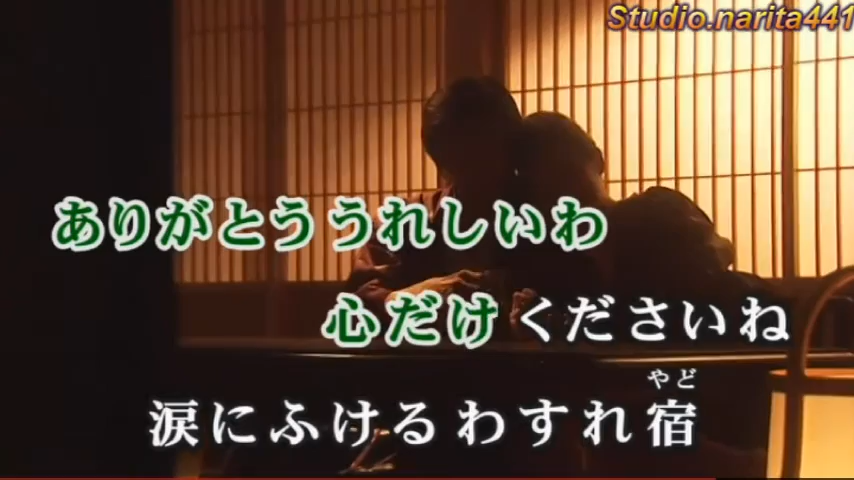 Studio.narita441
ありがとううれしいわ
心だけくださいね
やど
涙にふけるわすれ宿